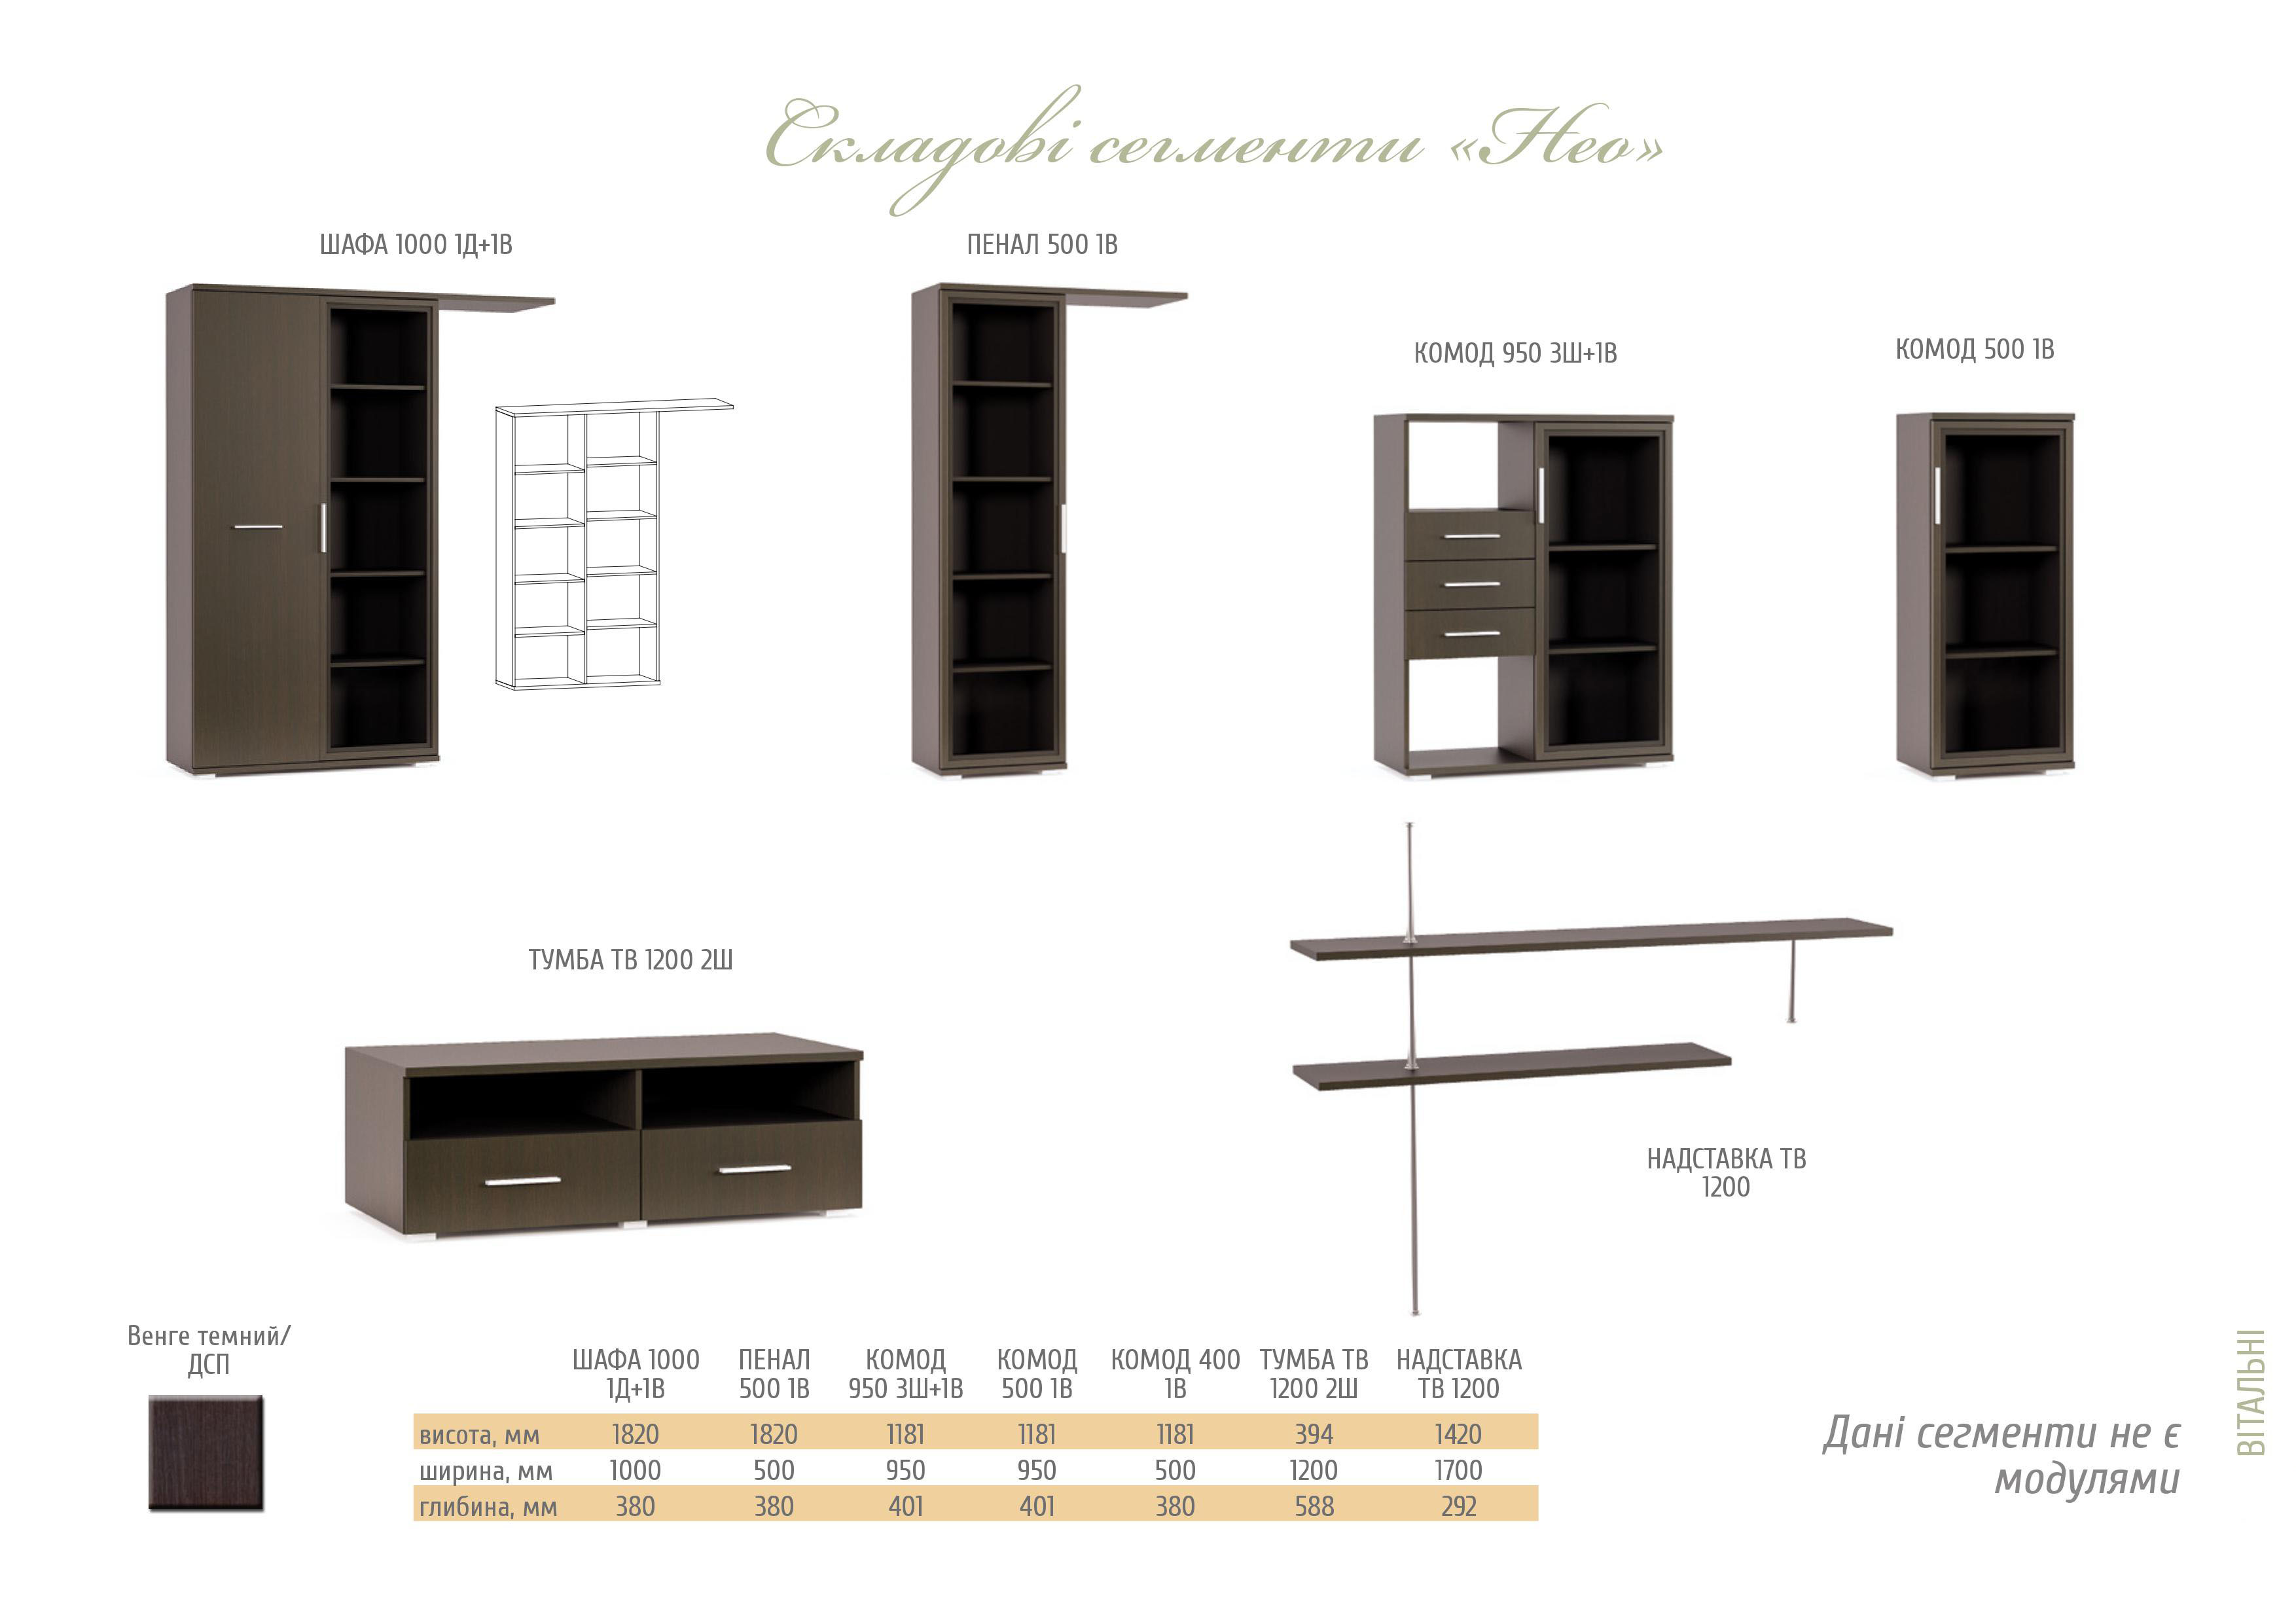 Складові сегменти «Нео»
ШАФА 1000 1Д+1В
ПЕНАЛ 500 1В
КОМОД 950 3Ш+1В
КОМОД 500 1В
ТУМБА ТВ 1200 2Ш
НАДСТАВКА ТВ
1200
Венге темний/
ДСП
ШАФА 1000 ПЕНАЛ КОМОД КОМОД КОМОД 400 ТУМБА ТВ НАДСТАВКА
1Д+1В 500 1В 950 3Ш+1В 500 1В 1В 1200 2Ш ТВ 1200
висота, мм 1820 1820 1181 1181 1181 394 1420
ширина, мм 1000 500 950 950 500 1200 1700
глибина, мм 380 380 401 401 380 588 292
Дані сегменти не є
модулями
ВІТАЛЬНІ